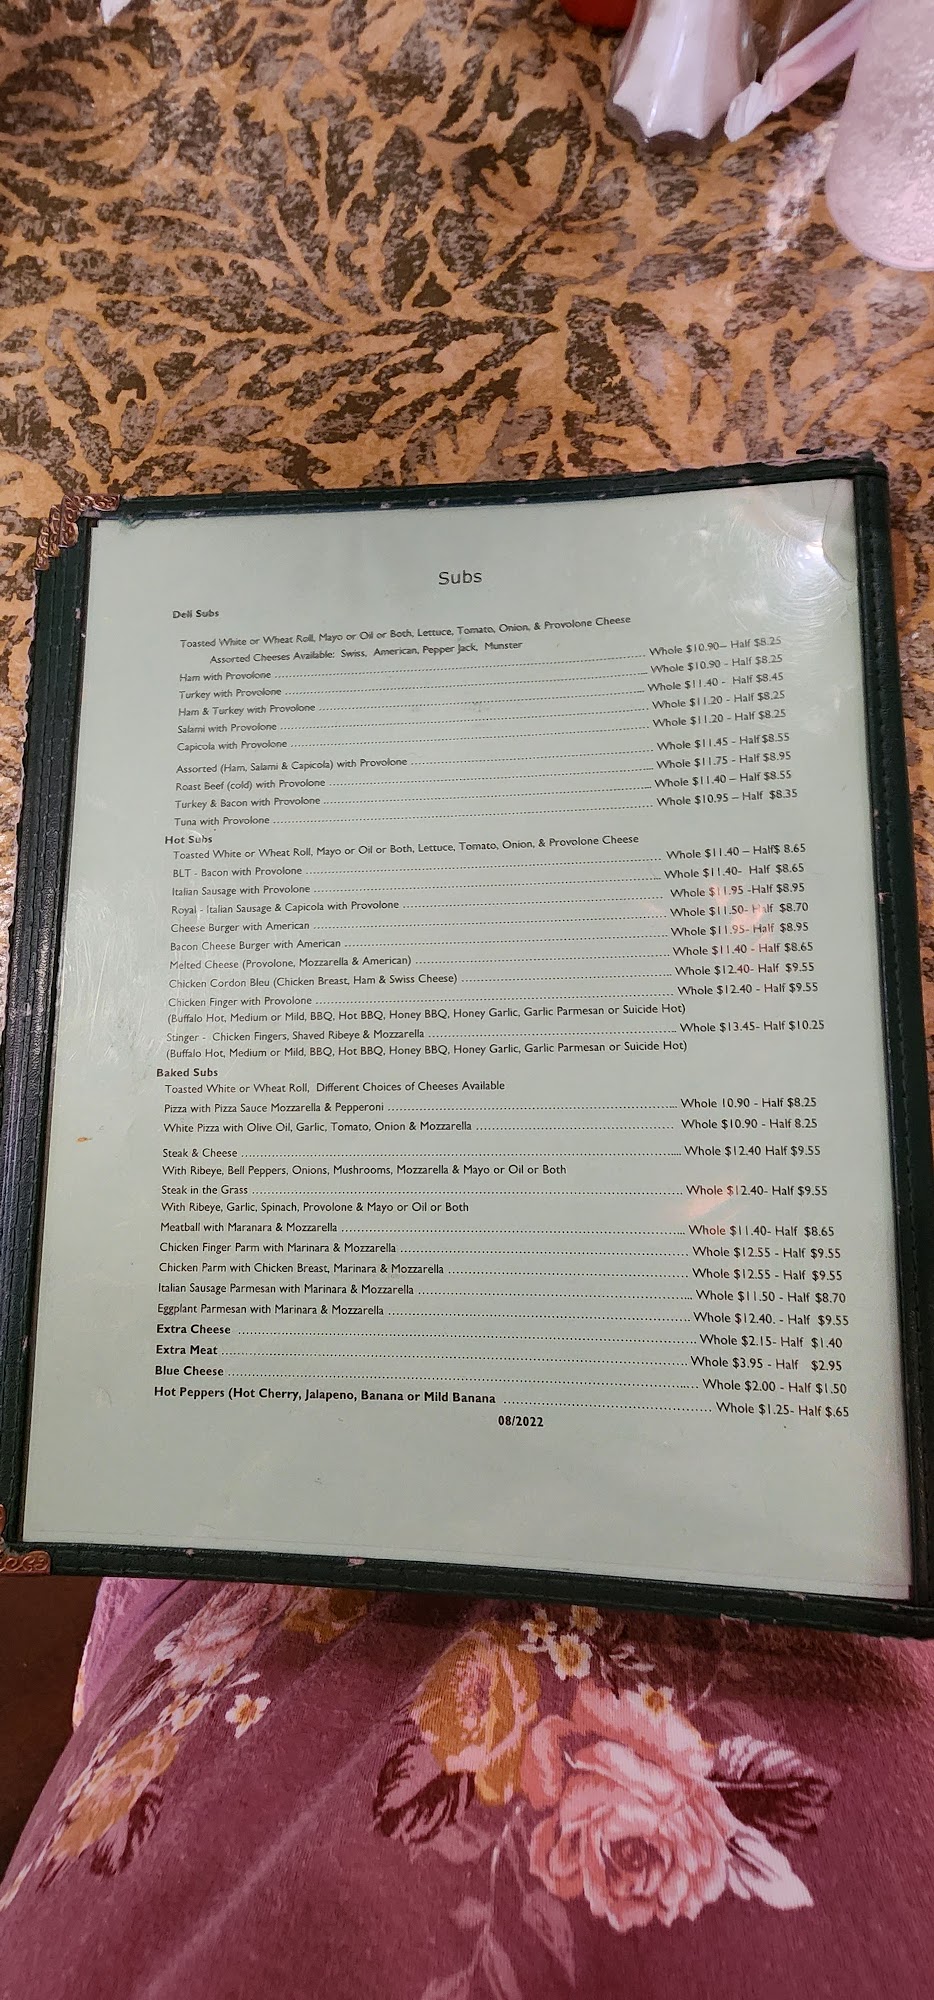 Subs
Deli Subs
Toasted White or Wheat Roll, Mayo or Oil or Both, Lettuce, Tomato, Onion, & Provolone Cheese
Assorted Cheeses Available: Swiss, American, Pepper Jack, Munster
Ham with Provolone ........ Whole $10.90– Half $8.25
Turkey with Provolone ........ Whole $10.90 - Half $8.25
Ham & Turkey with Provolone ........ Whole $11.40 - Half $8.45
Salami with Provolone ........ Whole $11.20 - Half $8.25
Capicola with Provolone ........ Whole $11.20 - Half $8.25
Assorted (Ham, Salami & Capicola) with Provolone ........ Whole $11.45 - Half $8.55
Roast Beef (cold) with Provolone ........ Whole $11.75 - Half $8.95
Turkey & Bacon with Provolone ........ Whole $11.40 – Half $8.55
Tuna with Provolone ........ Whole $10.95 – Half $8.35
Hot Subs
Toasted White or Wheat Roll, Mayo or Oil or Both, Lettuce, Tomato, Onion, & Provolone Cheese
BLT - Bacon with Provolone ........ Whole $11.40 – Half$ 8.65
Italian Sausage with Provolone ........ Whole $11.40- Half $8.65
Royal - Italian Sausage & Capicola with Provolone ........ Whole $11.95 -Half $8.95
Cheese Burger with American ........ Whole $11.50- Half $8.70
Bacon Cheese Burger with American ........ Whole $11.95- Half $8.95
Melted Cheese (Provolone, Mozzarella & American) ........ Whole $11.40 - Half $8.65
Chicken Cordon Bleu (Chicken Breast, Ham & Swiss Cheese) ........ Whole $12.40- Half $9.55
Chicken Finger with Provolone ........ Whole $12.40 - Half $9.55
(Buffalo Hot, Medium or Mild, BBQ, Hot BBQ, Honey BBQ, Honey Garlic, Garlic Parmesan or Suicide Hot)
Stinger - Chicken Fingers, Shaved Ribeye & Mozzarella ........ Whole $13.45- Half $10.25
(Buffalo Hot, Medium or Mild, BBQ, Hot BBQ, Honey BBQ, Honey Garlic, Garlic Parmesan or Suicide Hot)
Baked Subs
Toasted White or Wheat Roll, Different Choices of Cheeses Available
Pizza with Pizza Sauce Mozzarella & Pepperoni ........ Whole 10.90 - Half $8.25
White Pizza with Olive Oil, Garlic, Tomato, Onion & Mozzarella ........ Whole $10.90 - Half 8.25
Steak & Cheese ........ Whole $12.40 Half $9.55
With Ribeye, Bell Peppers, Onions, Mushrooms, Mozzarella & Mayo or Oil or Both
Steak in the Grass ........ Whole $12.40- Half $9.55
With Ribeye, Garlic, Spinach, Provolone & Mayo or Oil or Both
Meatball with Maranara & Mozzarella ........ Whole $11.40- Half $8.65
Chicken Finger Parm with Marinara & Mozzarella ........ Whole $12.55 - Half $9.55
Chicken Parm with Chicken Breast, Marinara & Mozzarella ........ Whole $12.55 - Half $9.55
Italian Sausage Parmesan with Marinara & Mozzarella ........ Whole $11.50 - Half $8.70
Eggplant Parmesan with Marinara & Mozzarella ........ Whole $12.40. - Half $9.55
Extra Cheese ........ Whole $2.15- Half $1.40
Extra Meat ........ Whole $3.95 - Half $2.95
Blue Cheese ........ Whole $2.00 - Half $1.50
Hot Peppers (Hot Cherry, Jalapeno, Banana or Mild Banana ........ Whole $1.25- Half $.65
08/2022